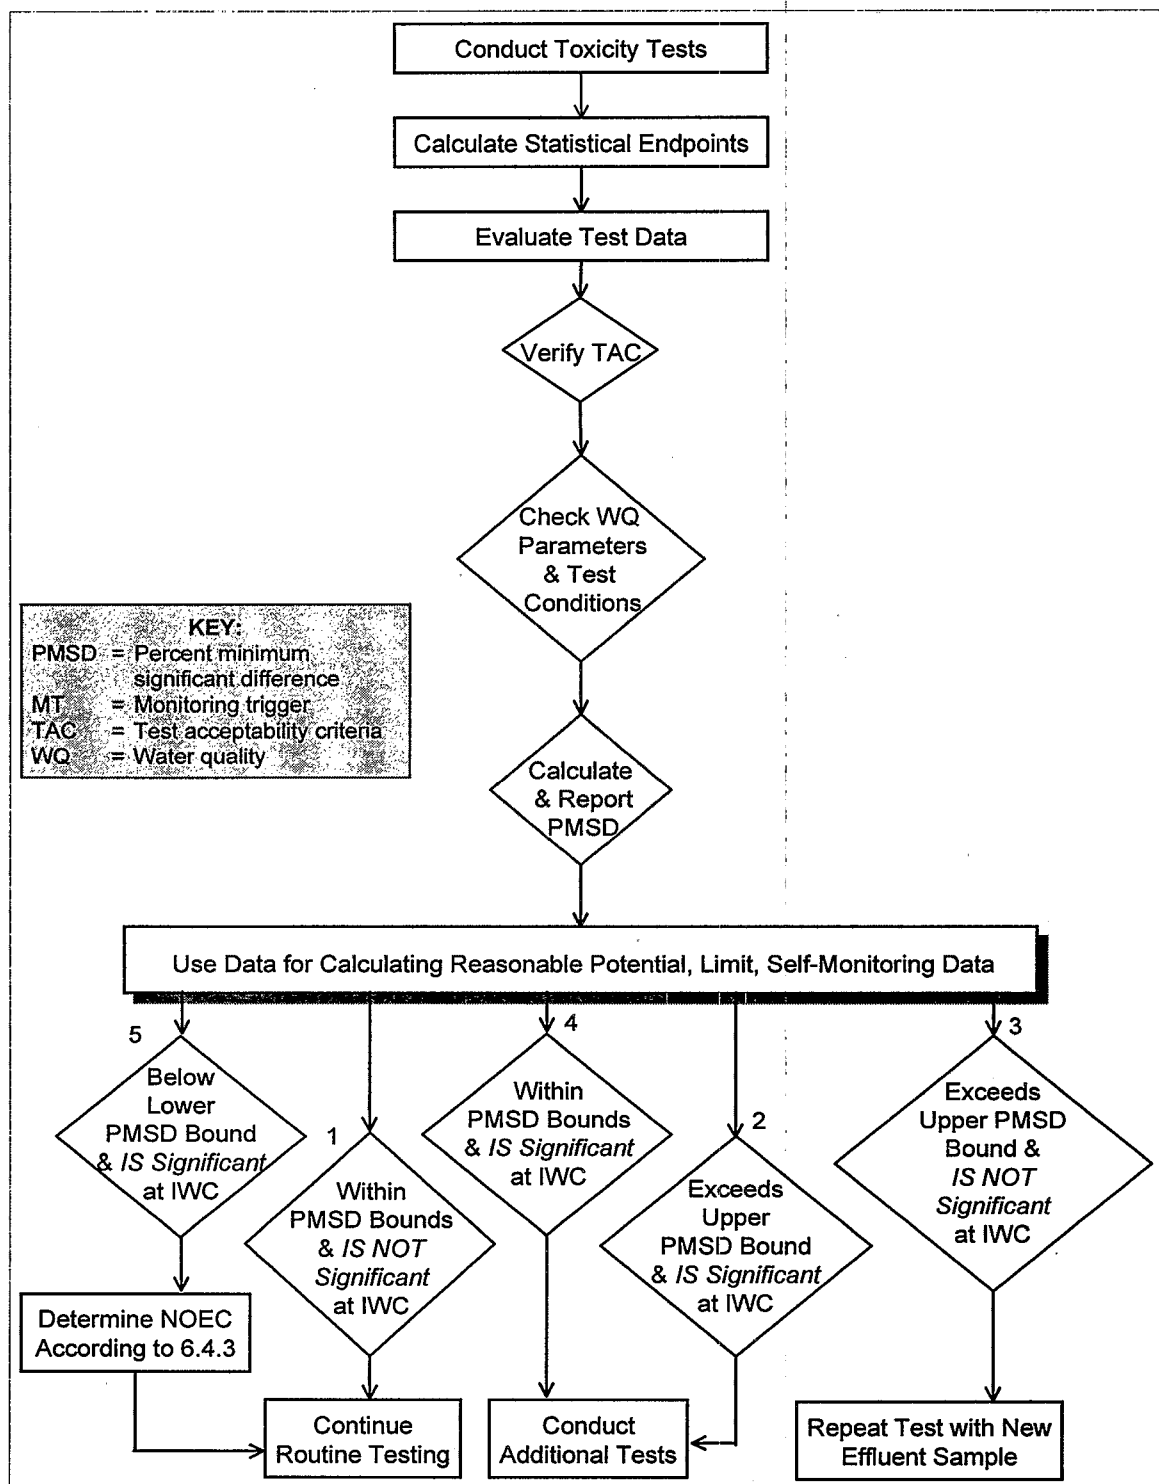 Conduct Toxicity Tests
Calculate Statistical Endpoints
Evaluate Test Data
Verify TAC
Check WQ
Parameters
& Test
Conditions
KEY:
PMSD = Percent minimum
significant difference
MT = Monitoring trigger
TAC = Test acceptability criteria
WQ = Water quality
Calculate
& Report
PMSD
Use Data for Calculating Reasonable Potential, Limit, Self-Monitoring Data
5
Below
Lower
PMSD Bound
& IS Significant
at IWC
1
Within
PMSD Bounds
& IS NOT
Significant
at IWC
4
Within
PMSD Bounds
& IS Significant
at IWC
2
Exceeds
Upper
PMSD Bound
& IS Significant
at IWC
3
Exceeds
Upper PMSD
Bound &
IS NOT
Significant
at IWC
Determine NOEC
According to 6.4.3
Continue
Routine Testing
Conduct
Additional Tests
Repeat Test with New
Effluent Sample